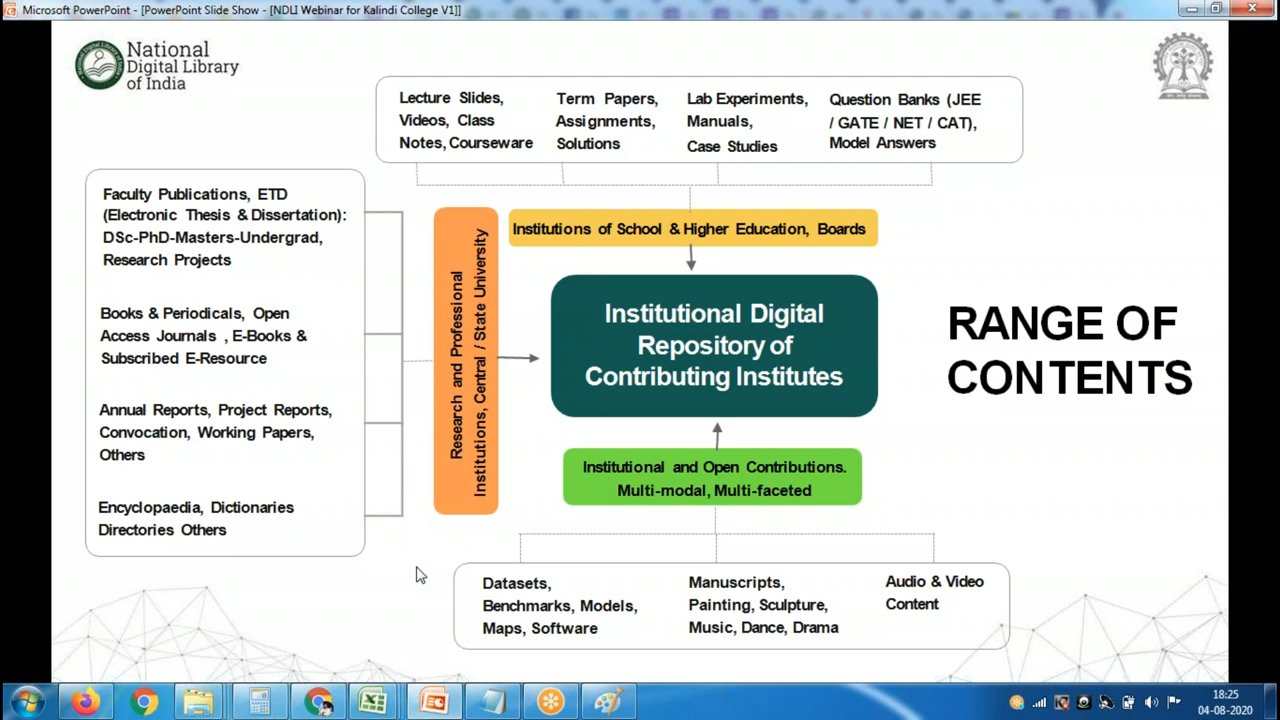 Microsoft PowerPoint - [PowerPoint Slide Show - [NDLI Webinar for Kalindi College V1]]
National
Digital Library
of India
Lecture Slides,
Videos, Class
Notes, Courseware
Term Papers,
Assignments,
Solutions
Lab Experiments,
Manuals,
Case Studies
Question Banks (JEE
/ GATE / NET / CAT),
Model Answers
Faculty Publications, ETD
(Electronic Thesis & Dissertation):
DSc-PhD-Masters-Undergrad,
Research Projects
Books & Periodicals, Open
Access Journals , E-Books &
Subscribed E-Resource
Annual Reports, Project Reports,
Convocation, Working Papers,
Others
Encyclopaedia, Dictionaries
Directories Others
Research and Professional
Institutions, Central / State University
Institutions of School & Higher Education, Boards
Institutional Digital
Repository of
Contributing Institutes
RANGE OF
CONTENTS
Institutional and Open Contributions.
Multi-modal, Multi-faceted
Datasets,
Benchmarks, Models,
Maps, Software
Manuscripts,
Painting, Sculpture,
Music, Dance, Drama
Audio & Video
Content
18:25
04-08-2020